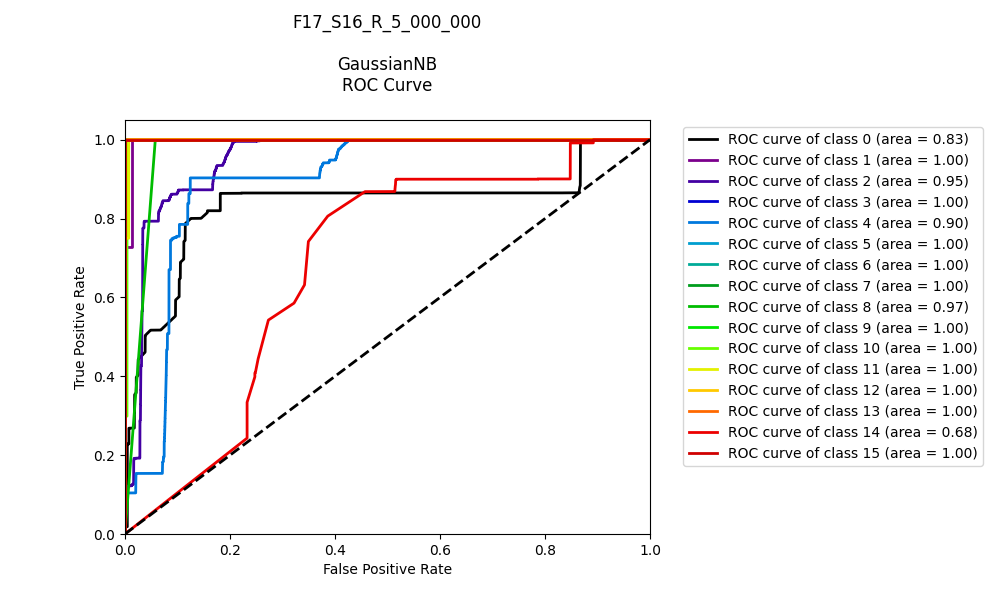 F17_S16_R_5_000_000
GaussianNB
ROC Curve
1.0
0.8
0.6
0.4
0.2
0.0
True Positive Rate
0.0 0.2 0.4 0.6 0.8 1.0
False Positive Rate
ROC curve of class 0 (area = 0.83)
ROC curve of class 1 (area = 1.00)
ROC curve of class 2 (area = 0.95)
ROC curve of class 3 (area = 1.00)
ROC curve of class 4 (area = 0.90)
ROC curve of class 5 (area = 1.00)
ROC curve of class 6 (area = 1.00)
ROC curve of class 7 (area = 1.00)
ROC curve of class 8 (area = 0.97)
ROC curve of class 9 (area = 1.00)
ROC curve of class 10 (area = 1.00)
ROC curve of class 11 (area = 1.00)
ROC curve of class 12 (area = 1.00)
ROC curve of class 13 (area = 1.00)
ROC curve of class 14 (area = 0.68)
ROC curve of class 15 (area = 1.00)